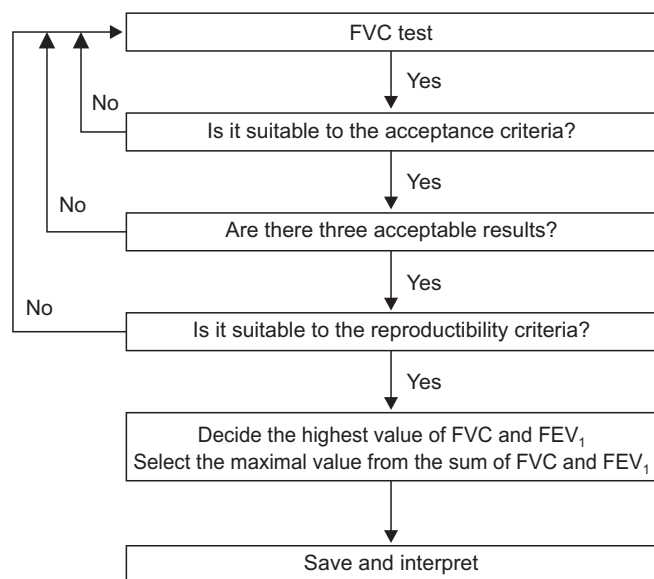 FVC test
Yes
No
Is it suitable to the acceptance criteria?
Yes
No
Are there three acceptable results?
Yes
No
Is it suitable to the reproductibility criteria?
Yes
Decide the highest value of FVC and FEV₁
Select the maximal value from the sum of FVC and FEV₁
Save and interpret